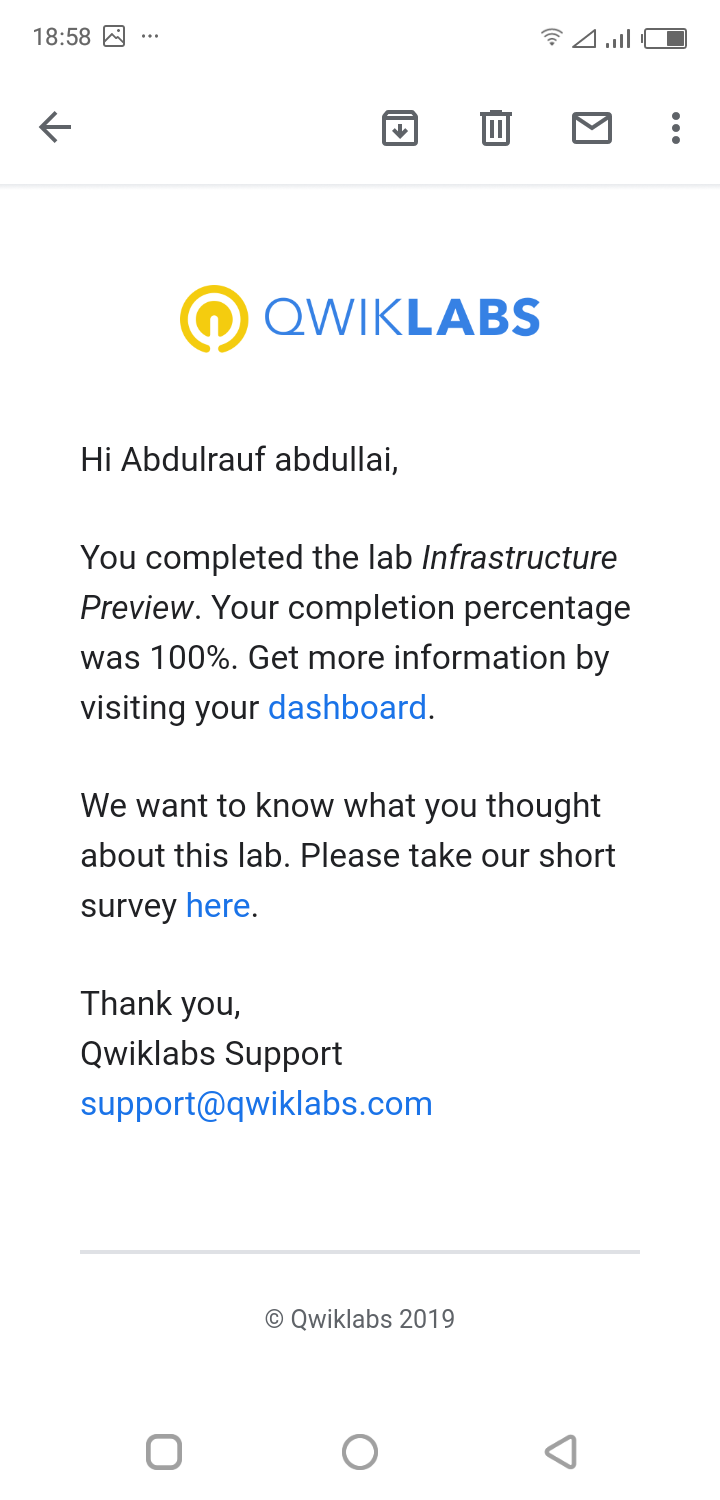 18:58
QWIKLABS
Hi Abdulrauf abdullai,
You completed the lab Infrastructure
Preview. Your completion percentage
was 100%. Get more information by
visiting your dashboard.
We want to know what you thought
about this lab. Please take our short
survey here.
Thank you,
Qwiklabs Support
support@qwiklabs.com
© Qwiklabs 2019